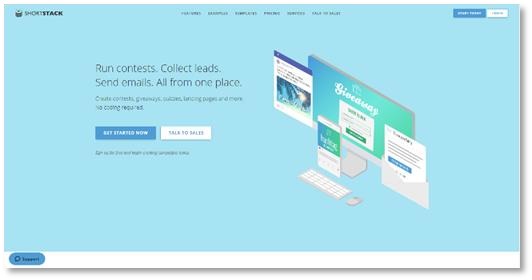 SHORTSTACK
FEATURES EXAMPLES TEMPLATES PRICING SERVICES TALK TO SALES
START TODAY LOGIN
Run contests. Collect leads.
Send emails. All from one place.
Create contests, giveaways, quizzes, landing pages and more.
No coding required.
GET STARTED NOW TALK TO SALES
Giveaway
Support